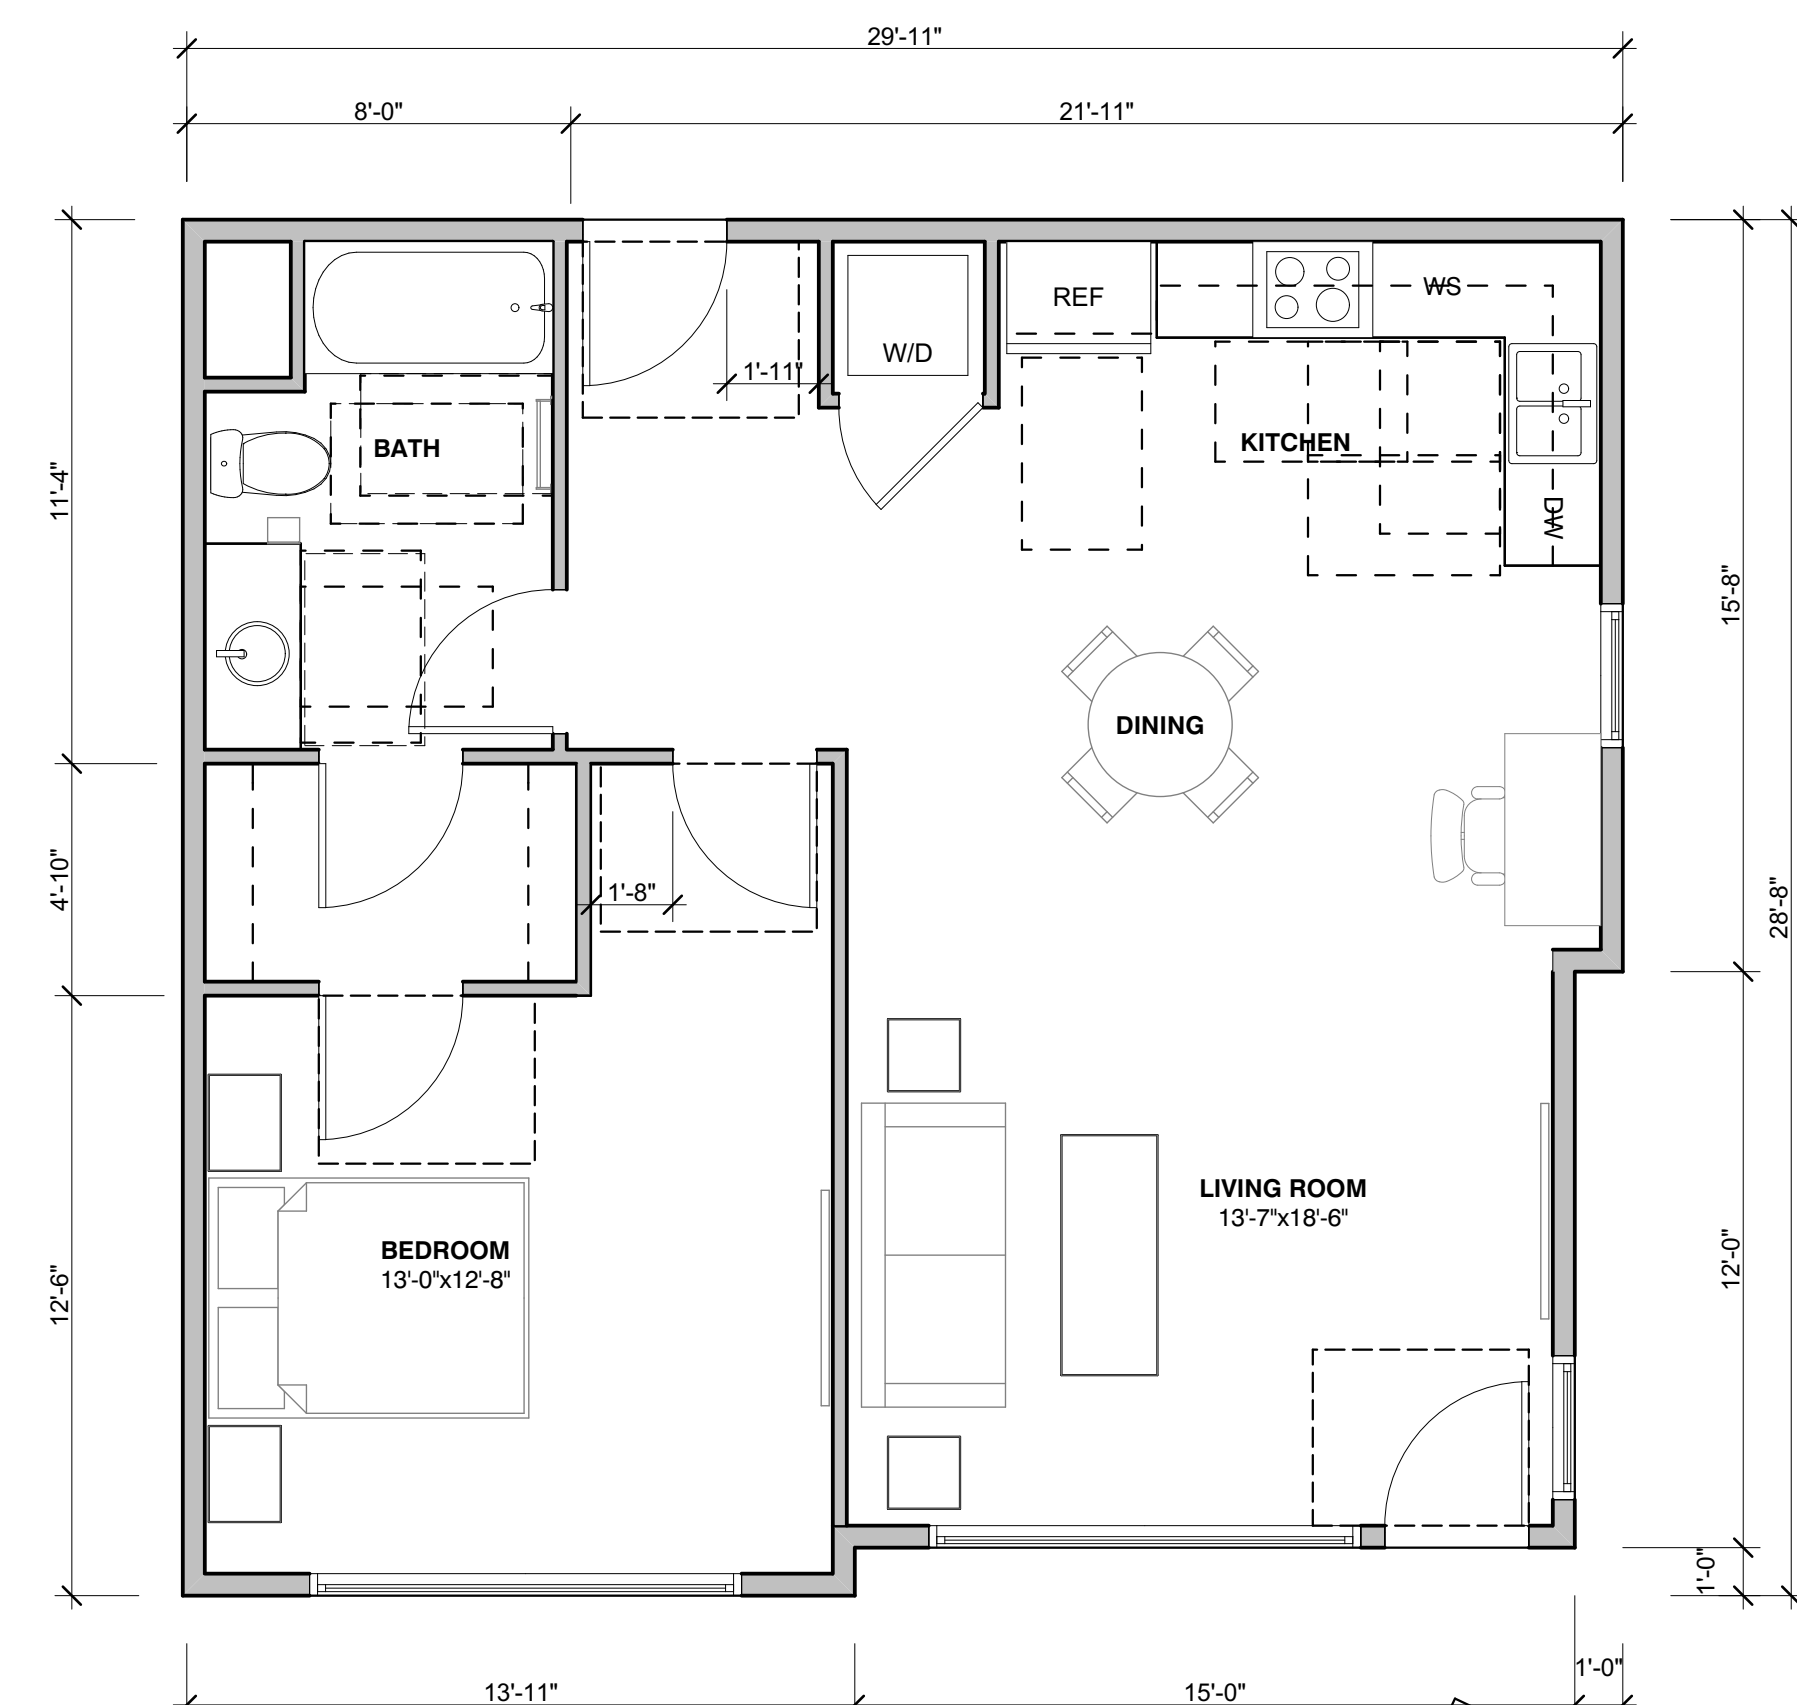 29'-11"
8'-0"
21'-11"
REF
WS
W/D
1'-11"
BATH
KITCHEN
11'-4"
DW
15'-8"
DINING
4'-10"
1'-8"
28'-8"
LIVING ROOM
13'-7"x18'-6"
BEDROOM
13'-0"x12'-8"
12'-6"
12'-0"
1'-0"
1'-0"
13'-11"
15'-0"